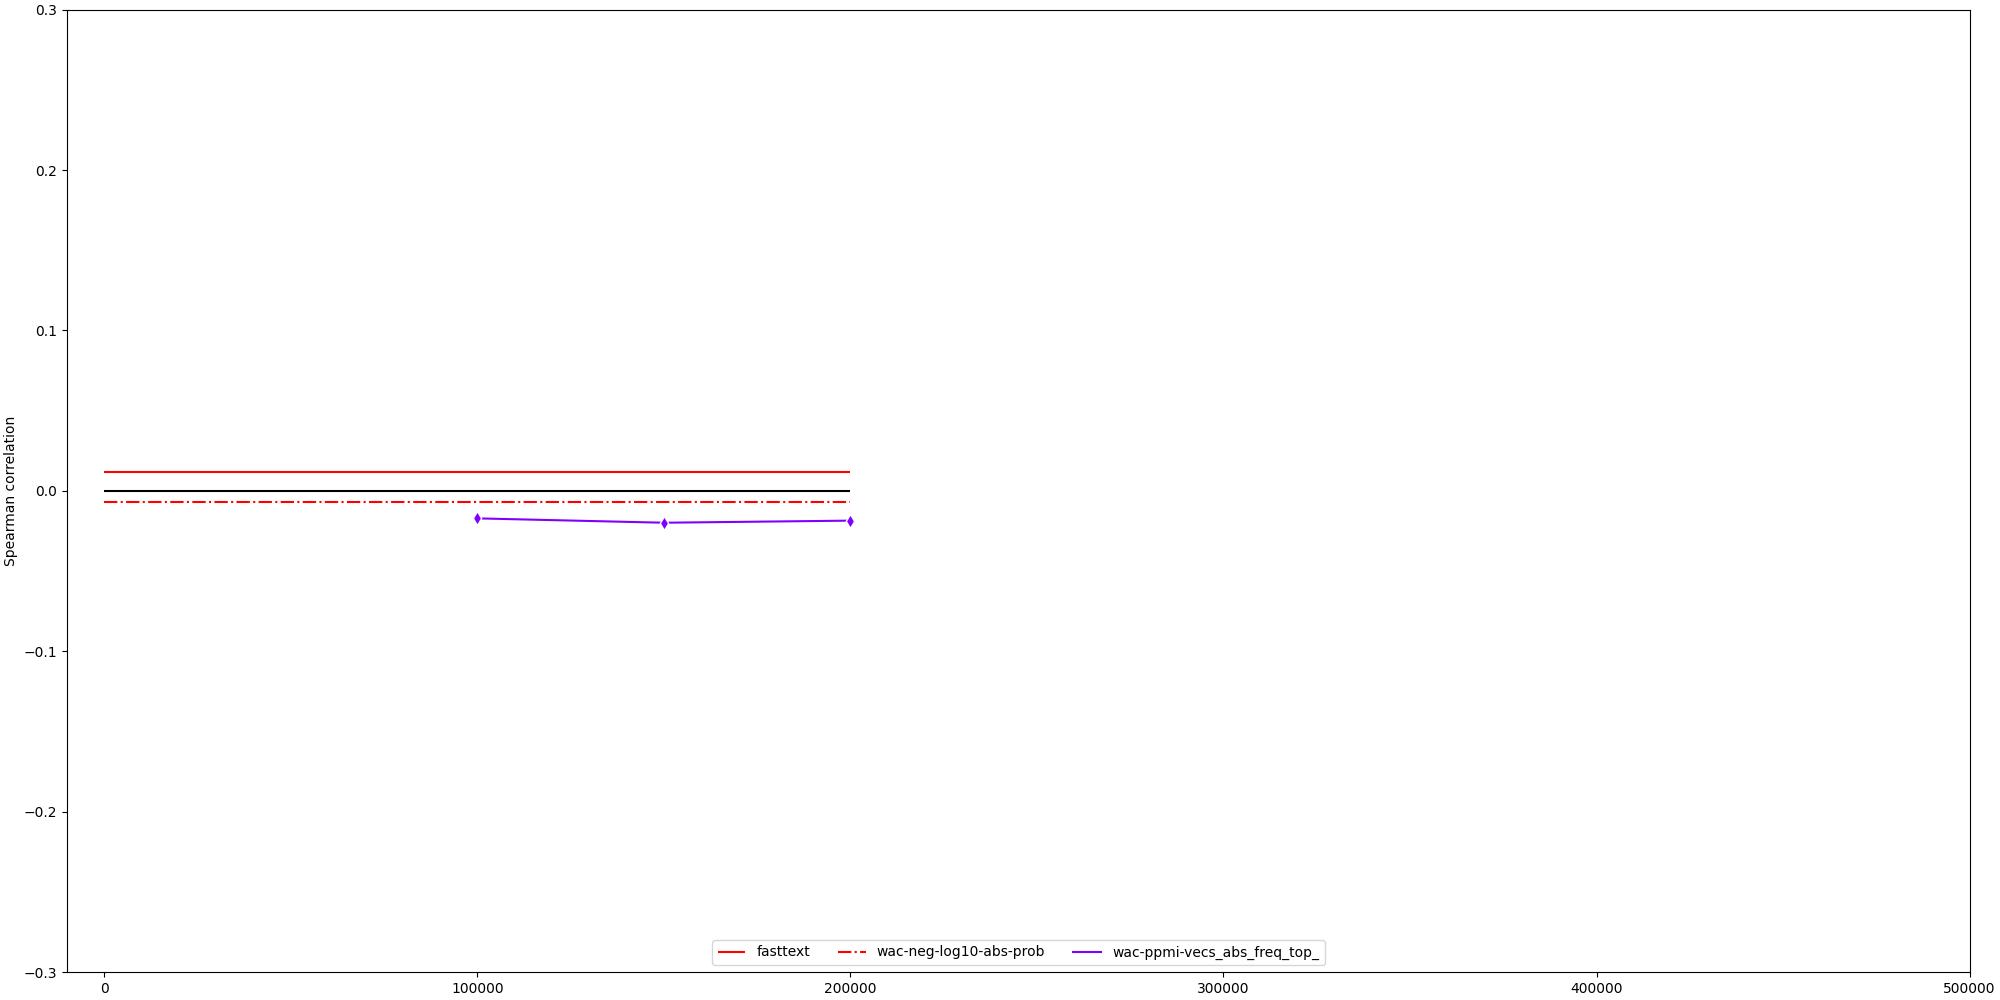 0.3
0.2
0.1
0.0
−0.1
−0.2
−0.3
Spearman correlation
fasttext wac-neg-log10-abs-prob wac-ppmi-vecs_abs_freq_top_
0 100000 200000 300000 400000 500000